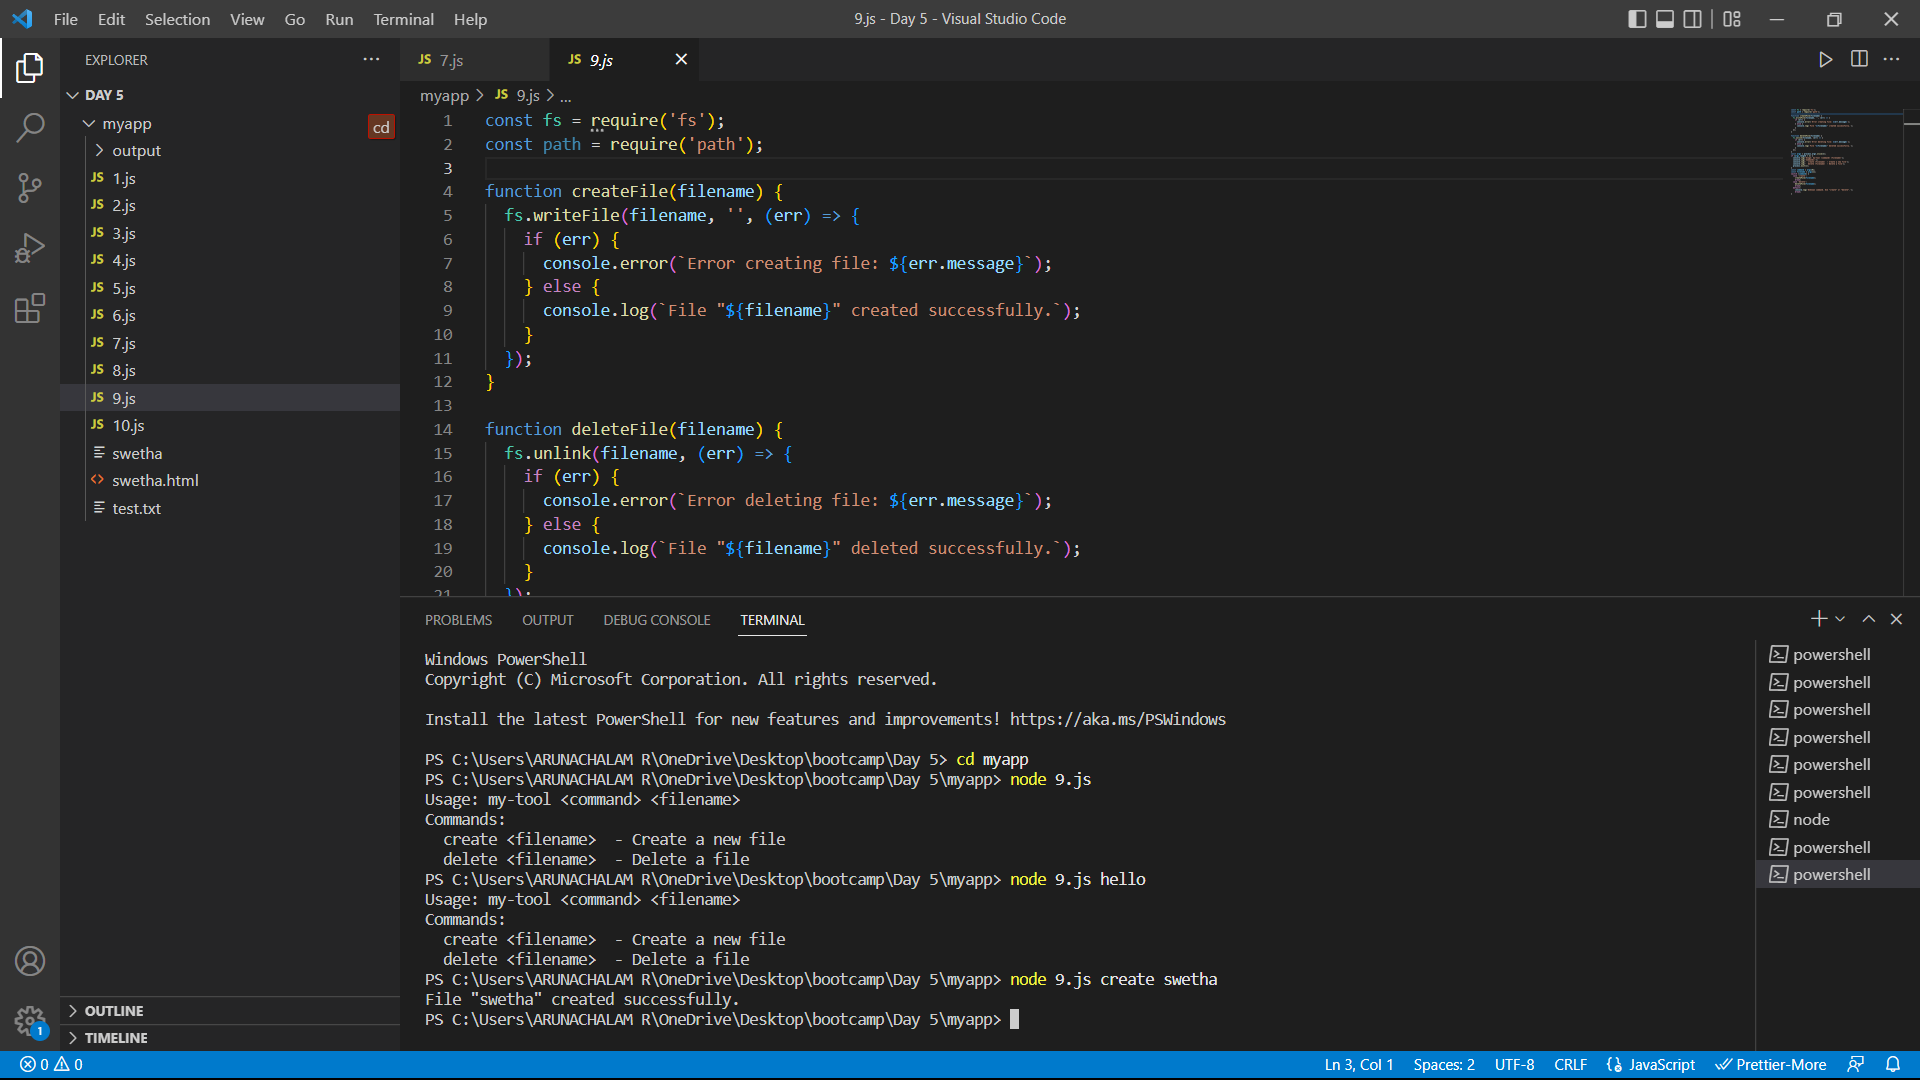 File Edit Selection View Go Run Terminal Help
9.js - Day 5 - Visual Studio Code
EXPLORER
DAY 5
myapp
cd
output
JS 1.js
JS 2.js
JS 3.js
JS 4.js
JS 5.js
JS 6.js
JS 7.js
JS 8.js
JS 9.js
JS 10.js
swetha
swetha.html
test.txt
OUTLINE
TIMELINE
JS 7.js
JS 9.js
myapp > JS 9.js > ...
1 const fs = require('fs');
2 const path = require('path');
3
4 function createFile(filename) {
5 fs.writeFile(filename, '', (err) => {
6 if (err) {
7 console.error(`Error creating file: ${err.message}`);
8 } else {
9 console.log(`File "${filename}" created successfully.`);
10 }
11 });
12 }
13
14 function deleteFile(filename) {
15 fs.unlink(filename, (err) => {
16 if (err) {
17 console.error(`Error deleting file: ${err.message}`);
18 } else {
19 console.log(`File "${filename}" deleted successfully.`);
20 }
21 });
PROBLEMS OUTPUT DEBUG CONSOLE TERMINAL
Windows PowerShell
Copyright (C) Microsoft Corporation. All rights reserved.
Install the latest PowerShell for new features and improvements! https://aka.ms/PSWindows
PS C:\Users\ARUNACHALAM R\OneDrive\Desktop\bootcamp\Day 5> cd myapp
PS C:\Users\ARUNACHALAM R\OneDrive\Desktop\bootcamp\Day 5\myapp> node 9.js
Usage: my-tool <command> <filename>
Commands:
create <filename> - Create a new file
delete <filename> - Delete a file
PS C:\Users\ARUNACHALAM R\OneDrive\Desktop\bootcamp\Day 5\myapp> node 9.js hello
Usage: my-tool <command> <filename>
Commands:
create <filename> - Create a new file
delete <filename> - Delete a file
PS C:\Users\ARUNACHALAM R\OneDrive\Desktop\bootcamp\Day 5\myapp> node 9.js create swetha
File "swetha" created successfully.
PS C:\Users\ARUNACHALAM R\OneDrive\Desktop\bootcamp\Day 5\myapp>
powershell
powershell
powershell
powershell
powershell
powershell
node
powershell
powershell
1
0 0
Ln 3, Col 1 Spaces: 2 UTF-8 CRLF JavaScript Prettier-More